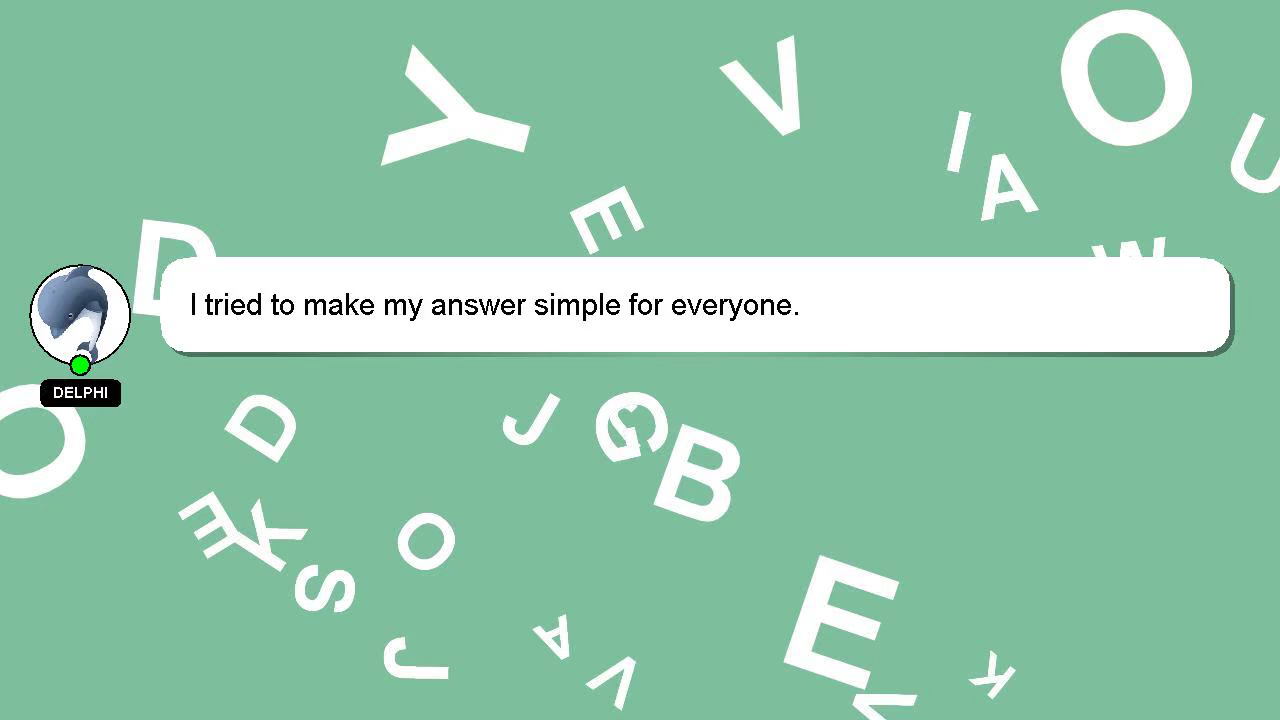 Y
V
O
I
A
U
E
D
W
I tried to make my answer simple for everyone.
DELPHI
O
D
J
G
B
E
K
S
O
J
A
V
E
K
V